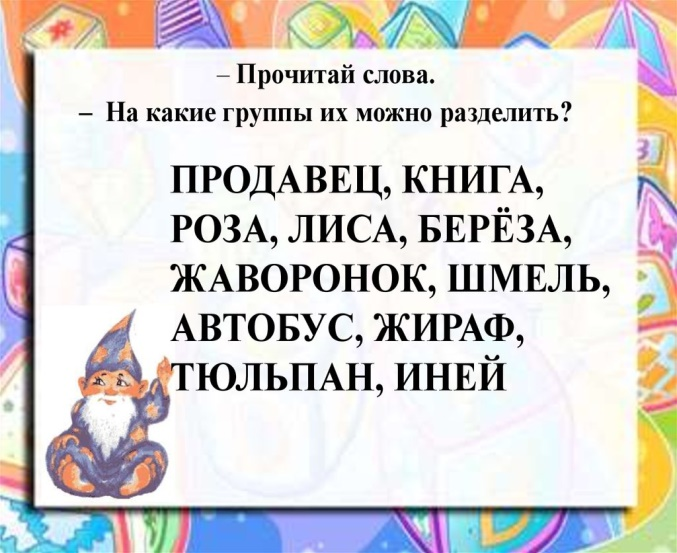 – Прочитай слова.
– На какие группы их можно разделить?
ПРОДАВЕЦ, КНИГА,
РОЗА, ЛИСА, БЕРЁЗА,
ЖАВОРОНОК, ШМЕЛЬ,
АВТОБУС, ЖИРАФ,
ТЮЛЬПАН, ИНЕЙ